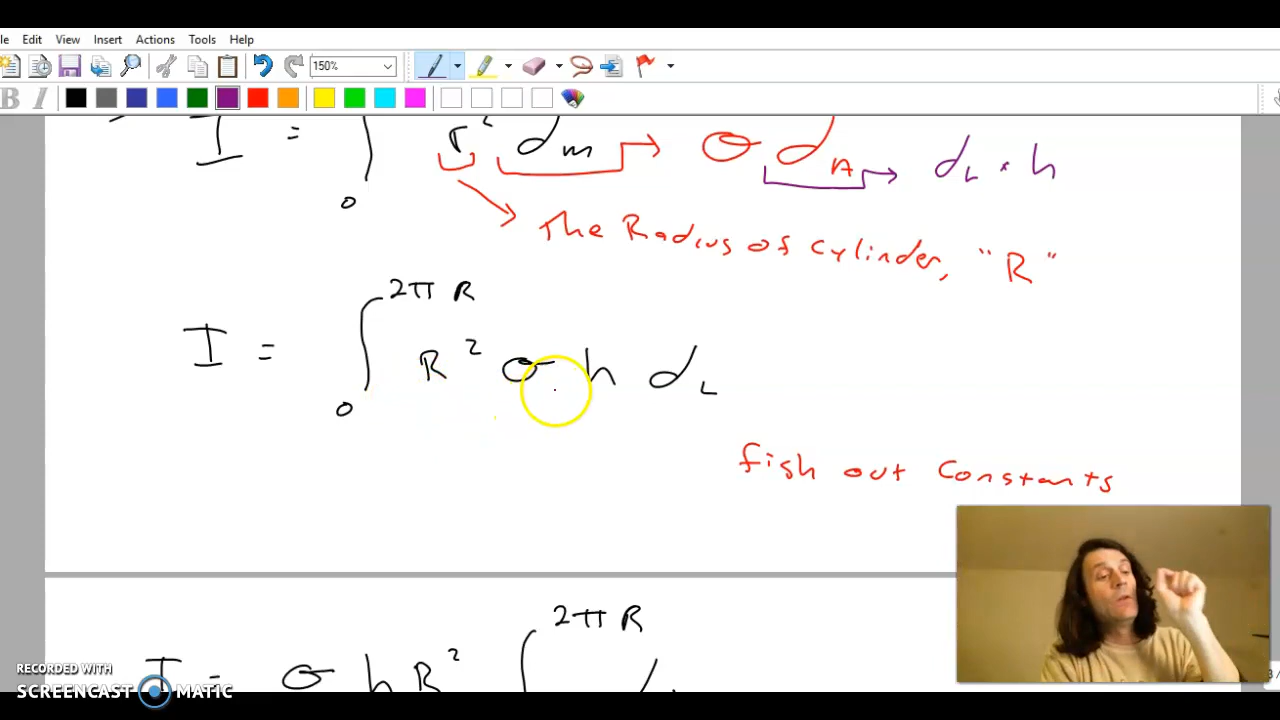 le Edit View Insert Actions Tools Help
150%
B I
I = ∫ r² dm → σ dA → dL * h
0
The Radius of Cylinder, "R"
2π R
I = ∫ R² σ h dL
0
fish out Constants
2π R
I = σ h R² ∫
RECORDED WITH
SCREENCAST MATIC